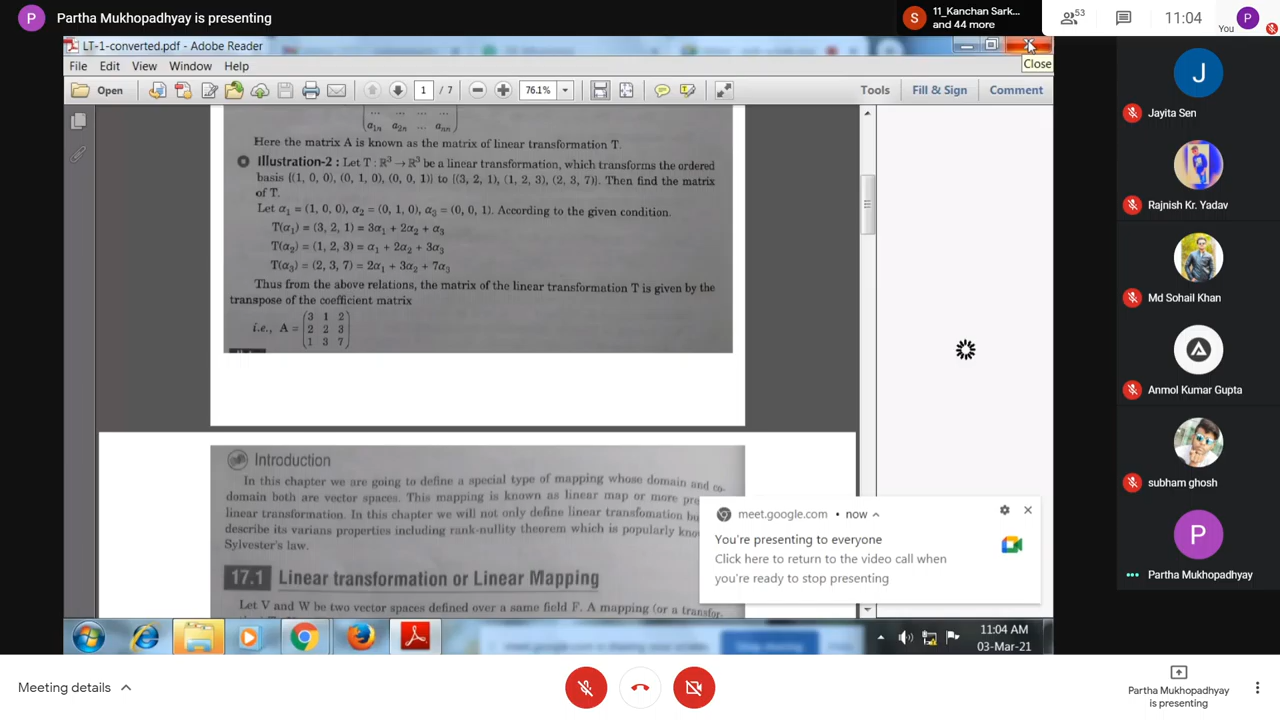 P Partha Mukhopadhyay is presenting
S 11_Kanchan Sark...
and 44 more
53
11:04
You P
LT-1-converted.pdf - Adobe Reader
Close
File Edit View Window Help
Open 1 / 7 76.1% Tools Fill & Sign Comment
... ... ... ...
a₁ₙ a₂ₙ ... aₙₙ
Here the matrix A is known as the matrix of linear transformation T.
Illustration-2 : Let T : ℝ³ → ℝ³ be a linear transformation, which transforms the ordered
basis {(1, 0, 0), (0, 1, 0), (0, 0, 1)} to {(3, 2, 1), (1, 2, 3), (2, 3, 7)}. Then find the matrix
of T.
Let α₁ = (1, 0, 0), α₂ = (0, 1, 0), α₃ = (0, 0, 1). According to the given condition.
T(α₁) = (3, 2, 1) = 3α₁ + 2α₂ + α₃
T(α₂) = (1, 2, 3) = α₁ + 2α₂ + 3α₃
T(α₃) = (2, 3, 7) = 2α₁ + 3α₂ + 7α₃
Thus from the above relations, the matrix of the linear transformation T is given by the
transpose of the coefficient matrix
3 1 2
i.e., A = 2 2 3
1 3 7
Introduction
In this chapter we are going to define a special type of mapping whose domain and co-
domain both are vector spaces. This mapping is known as linear map or more pre
linear transformation. In this chapter we will not only define linear transfomation bu
describe its varians properties including rank-nullity theorem which is popularly kno
Sylvester's law.
17.1 Linear transformation or Linear Mapping
Let V and W be two vector spaces defined over a same field F. A mapping (or a transfor-
meet.google.com • now
You're presenting to everyone
Click here to return to the video call when
you're ready to stop presenting
11:04 AM
03-Mar-21
J
Jayita Sen
Rajnish Kr. Yadav
Md Sohail Khan
Anmol Kumar Gupta
subham ghosh
P
Partha Mukhopadhyay
Meeting details
Partha Mukhopadhyay
is presenting